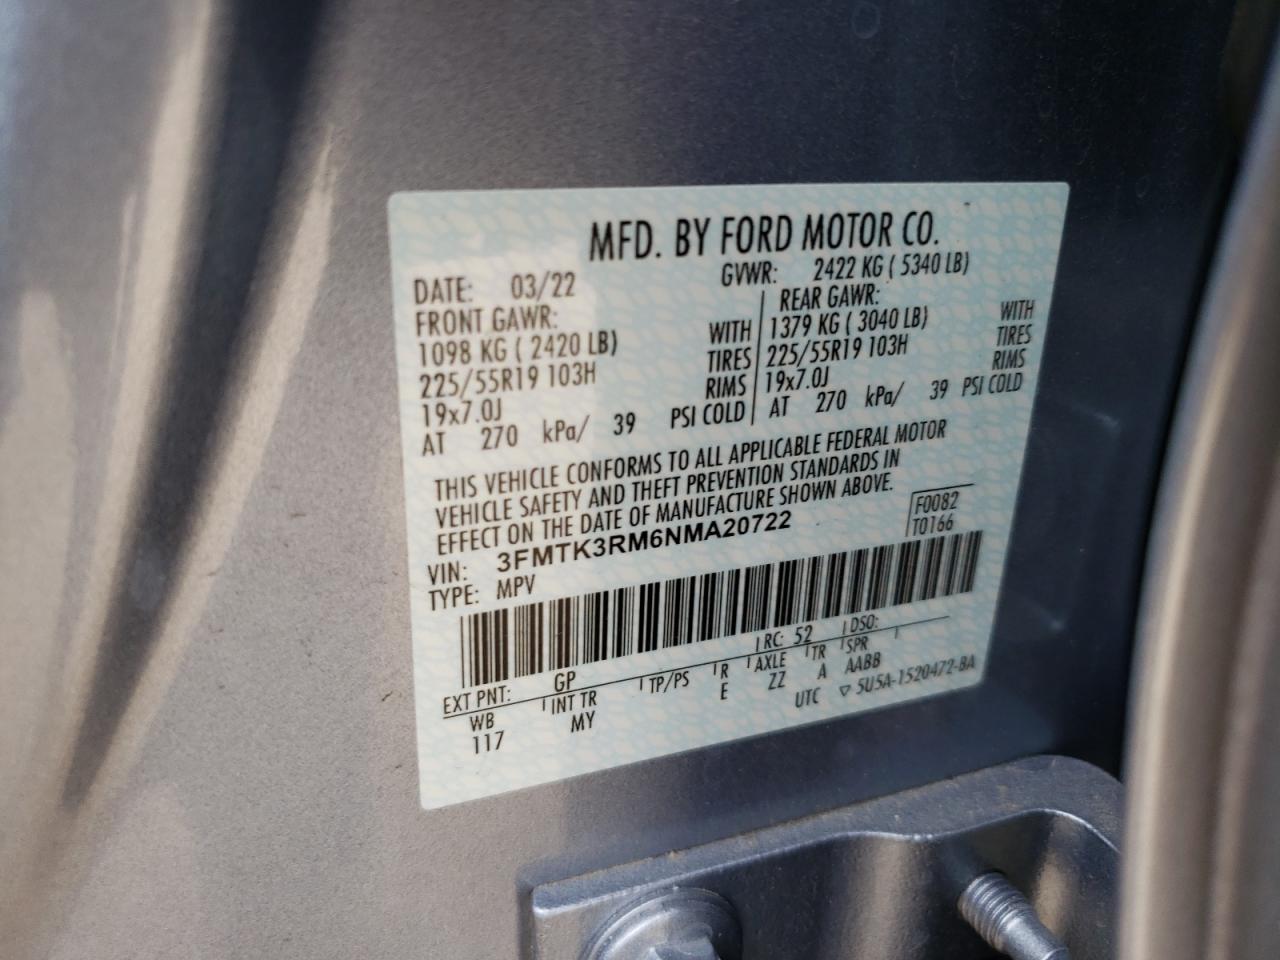 MFD. BY FORD MOTOR CO.
DATE: 03/22 GVWR: 2422 KG ( 5340 LB)
FRONT GAWR: REAR GAWR:
1098 KG ( 2420 LB) WITH 1379 KG ( 3040 LB) WITH
225/55R19 103H TIRES 225/55R19 103H TIRES
19x7.0J RIMS 19x7.0J RIMS
AT 270 kPa/ 39 PSI COLD AT 270 kPa/ 39 PSI COLD
THIS VEHICLE CONFORMS TO ALL APPLICABLE FEDERAL MOTOR
VEHICLE SAFETY AND THEFT PREVENTION STANDARDS IN
EFFECT ON THE DATE OF MANUFACTURE SHOWN ABOVE.
F0082
VIN: 3FMTK3RM6NMA20722 T0166
TYPE: MPV
EXT PNT: GP RC: 52 DSO:
WB INT TR TP/PS R AXLE TR SPR
117 MY E ZZ A AABB
UTC ▽ 5U5A-1520472-BA